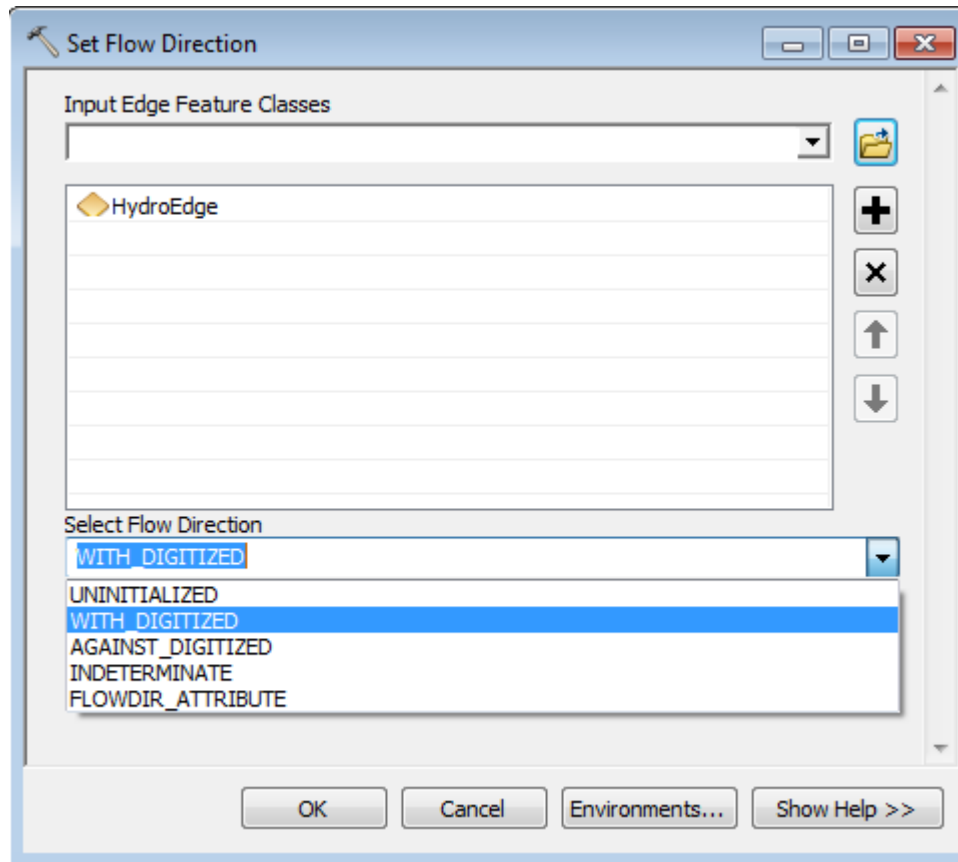 Set Flow Direction
Input Edge Feature Classes
HydroEdge
Select Flow Direction
WITH_DIGITIZED
UNINITIALIZED
WITH_DIGITIZED
AGAINST_DIGITIZED
INDETERMINATE
FLOWDIR_ATTRIBUTE
OK Cancel Environments... Show Help >>